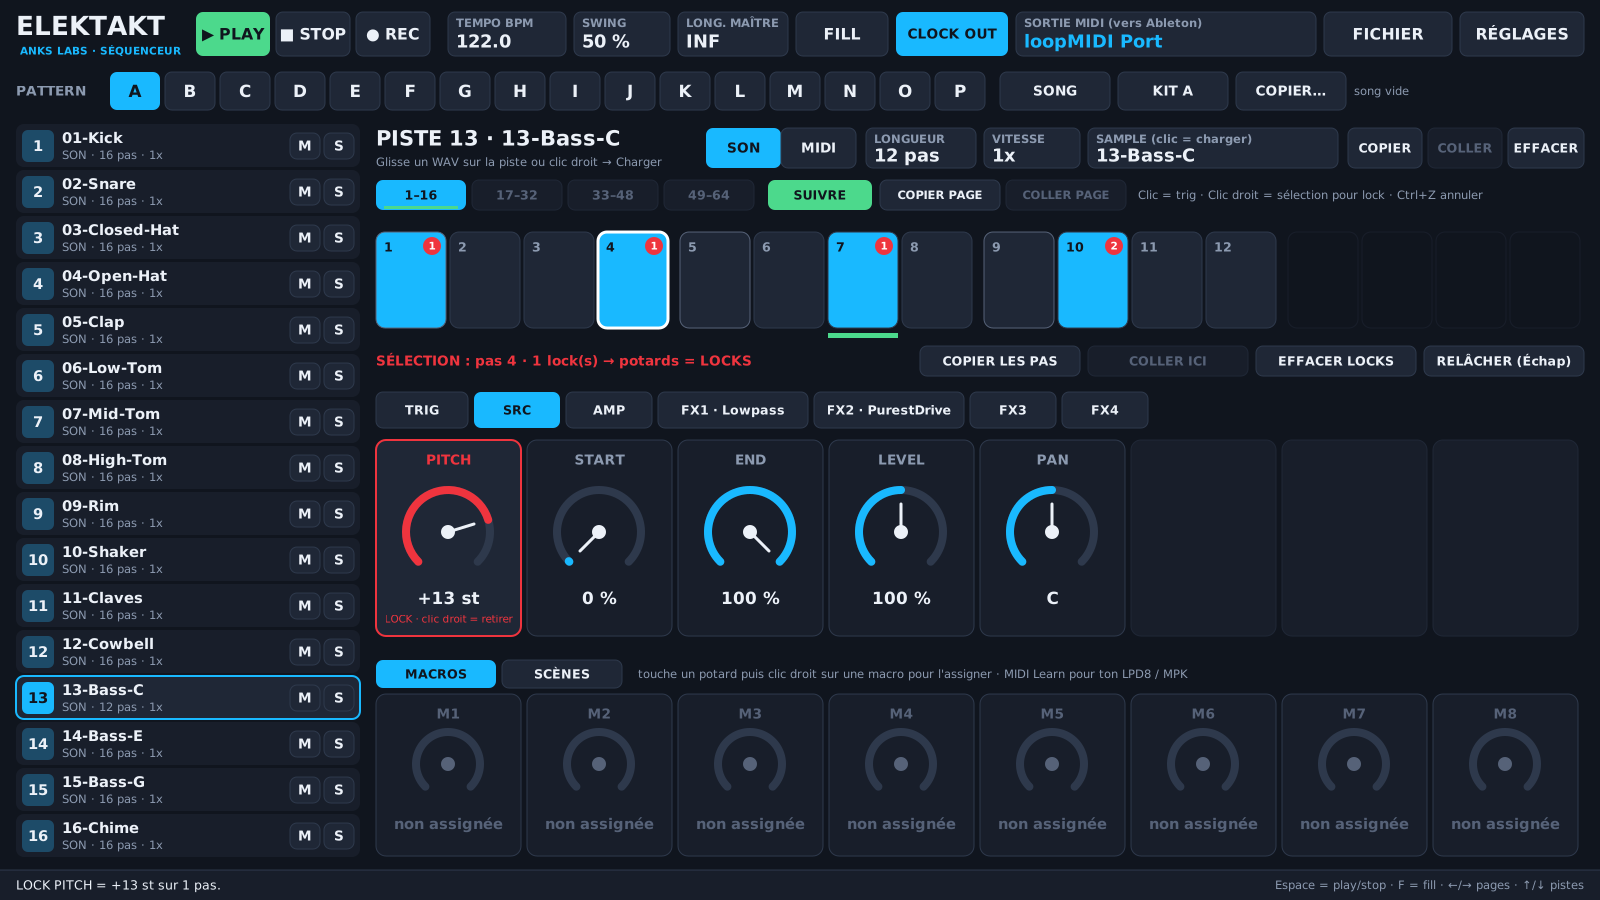 ELEKTAKT
ANKS LABS · SÉQUENCEUR
▶ PLAY
■ STOP
● REC
TEMPO BPM
122.0
SWING
50 %
LONG. MAÎTRE
INF
FILL
CLOCK OUT
SORTIE MIDI (vers Ableton)
loopMIDI Port
FICHIER
RÉGLAGES
PATTERN
A
B
C
D
E
F
G
H
I
J
K
L
M
N
O
P
SONG
KIT A
COPIER...
song vide
1
01-Kick
SON · 16 pas · 1x
M
S
2
02-Snare
SON · 16 pas · 1x
M
S
3
03-Closed-Hat
SON · 16 pas · 1x
M
S
4
04-Open-Hat
SON · 16 pas · 1x
M
S
5
05-Clap
SON · 16 pas · 1x
M
S
6
06-Low-Tom
SON · 16 pas · 1x
M
S
7
07-Mid-Tom
SON · 16 pas · 1x
M
S
8
08-High-Tom
SON · 16 pas · 1x
M
S
9
09-Rim
SON · 16 pas · 1x
M
S
10
10-Shaker
SON · 16 pas · 1x
M
S
11
11-Claves
SON · 16 pas · 1x
M
S
12
12-Cowbell
SON · 16 pas · 1x
M
S
13
13-Bass-C
SON · 12 pas · 1x
M
S
14
14-Bass-E
SON · 16 pas · 1x
M
S
15
15-Bass-G
SON · 16 pas · 1x
M
S
16
16-Chime
SON · 16 pas · 1x
M
S
PISTE 13 · 13-Bass-C
Glisse un WAV sur la piste ou clic droit → Charger
SON
MIDI
LONGUEUR
12 pas
VITESSE
1x
SAMPLE (clic = charger)
13-Bass-C
COPIER
COLLER
EFFACER
1–16
17–32
33–48
49–64
SUIVRE
COPIER PAGE
COLLER PAGE
Clic = trig · Clic droit = sélection pour lock · Ctrl+Z annuler
1
1
2
3
4
1
5
6
7
1
8
9
10
2
11
12
SÉLECTION : pas 4 · 1 lock(s) → potards = LOCKS
COPIER LES PAS
COLLER ICI
EFFACER LOCKS
RELÂCHER (Échap)
TRIG
SRC
AMP
FX1 · Lowpass
FX2 · PurestDrive
FX3
FX4
PITCH
+13 st
LOCK · clic droit = retirer
START
0 %
END
100 %
LEVEL
100 %
PAN
C
MACROS
SCÈNES
touche un potard puis clic droit sur une macro pour l'assigner · MIDI Learn pour ton LPD8 / MPK
M1
non assignée
M2
non assignée
M3
non assignée
M4
non assignée
M5
non assignée
M6
non assignée
M7
non assignée
M8
non assignée
LOCK PITCH = +13 st sur 1 pas.
Espace = play/stop · F = fill · ←/→ pages · ↑/↓ pistes